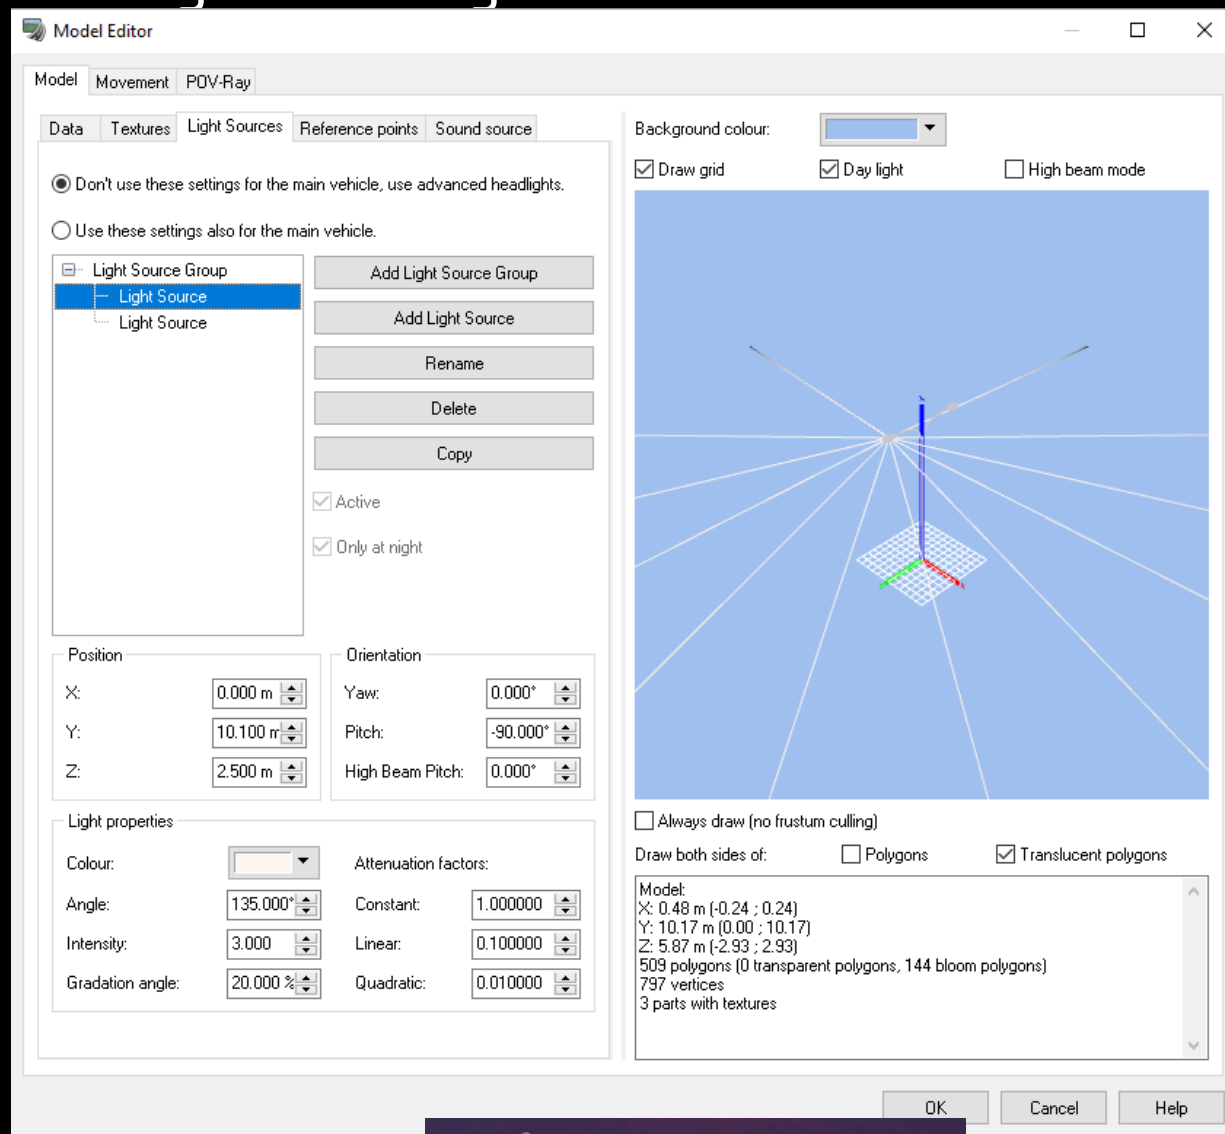 Model Editor
Model Movement POV-Ray
Data Textures Light Sources Reference points Sound source
Don't use these settings for the main vehicle, use advanced headlights.
Use these settings also for the main vehicle.
Light Source Group
Light Source
Light Source
Add Light Source Group
Add Light Source
Rename
Delete
Copy
Active
Only at night
Position
X: 0.000 m
Y: 10.100 m
Z: 2.500 m
Orientation
Yaw: 0.000°
Pitch: -90.000°
High Beam Pitch: 0.000°
Light properties
Colour:
Angle: 135.000°
Intensity: 3.000
Gradation angle: 20.000 %
Attenuation factors:
Constant: 1.000000
Linear: 0.100000
Quadratic: 0.010000
Background colour:
Draw grid Day light High beam mode
Always draw (no frustum culling)
Draw both sides of: Polygons Translucent polygons
Model:
X: 0.48 m (-0.24 ; 0.24)
Y: 10.17 m (0.00 ; 10.17)
Z: 5.87 m (-2.93 ; 2.93)
509 polygons (0 transparent polygons, 144 bloom polygons)
797 vertices
3 parts with textures
OK Cancel Help